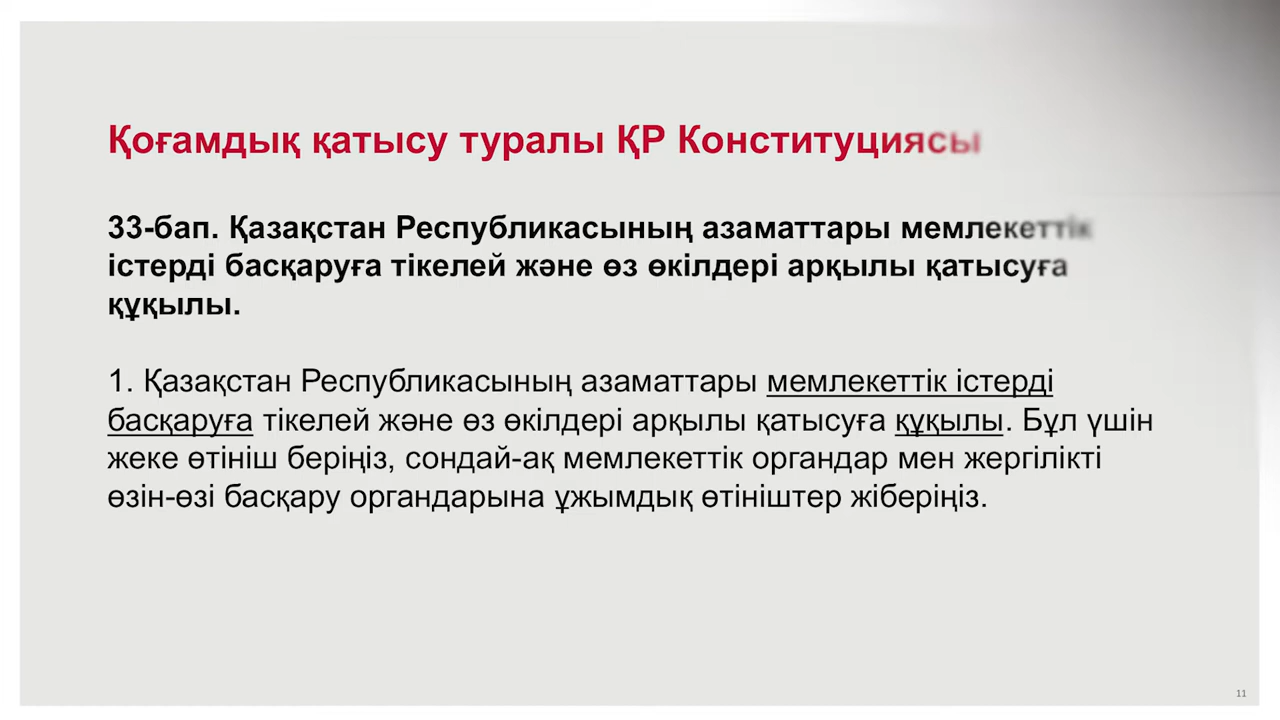 Қоғамдық қатысу туралы ҚР Конституциясы
33-бап. Қазақстан Республикасының азаматтары мемлекеттік
істерді басқаруға тікелей және өз өкілдері арқылы қатысуға
құқылы.
1. Қазақстан Республикасының азаматтары мемлекеттік істерді
басқаруға тікелей және өз өкілдері арқылы қатысуға құқылы. Бұл үшін
жеке өтініш беріңіз, сондай-ақ мемлекеттік органдар мен жергілікті
өзін-өзі басқару органдарына ұжымдық өтініштер жіберіңіз.
11